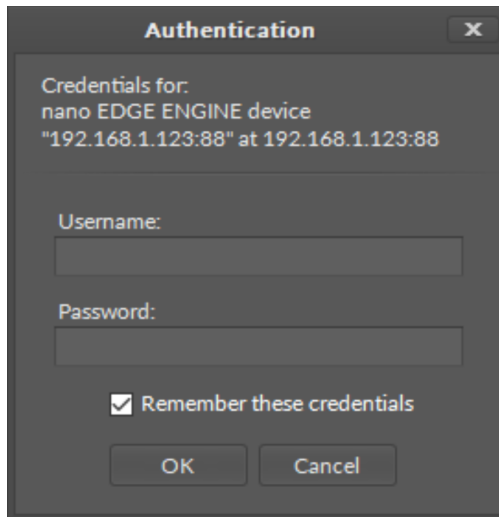 Authentication
Credentials for:
nano EDGE ENGINE device
"192.168.1.123:88" at 192.168.1.123:88
Username:
Password:
Remember these credentials
OK Cancel